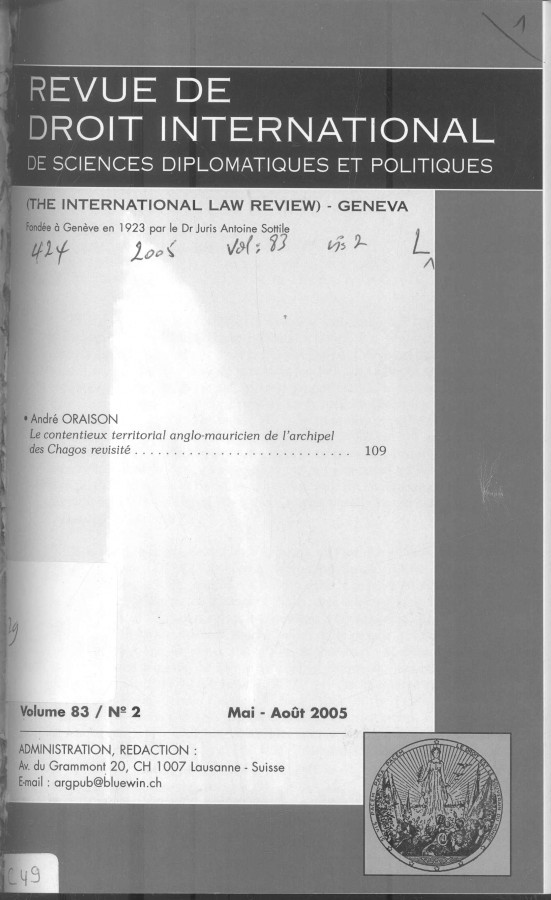 1
REVUE DE
DROIT INTERNATIONAL
DE SCIENCES DIPLOMATIQUES ET POLITIQUES
(THE INTERNATIONAL LAW REVIEW) - GENEVA
Fondée à Genève en 1923 par le Dr Juris Antoine Sottile
424 2005 Vol: 83 n: 2 L
• André ORAISON
Le contentieux territorial anglo-mauricien de l'archipel
des Chagos revisité . . . . . . . . . . . . . . . . . . . . . . . . . . . . 109
Volume 83 / Nº 2 Mai - Août 2005
ADMINISTRATION, REDACTION :
Av. du Grammont 20, CH 1007 Lausanne - Suisse
E-mail : argpub@bluewin.ch
C49